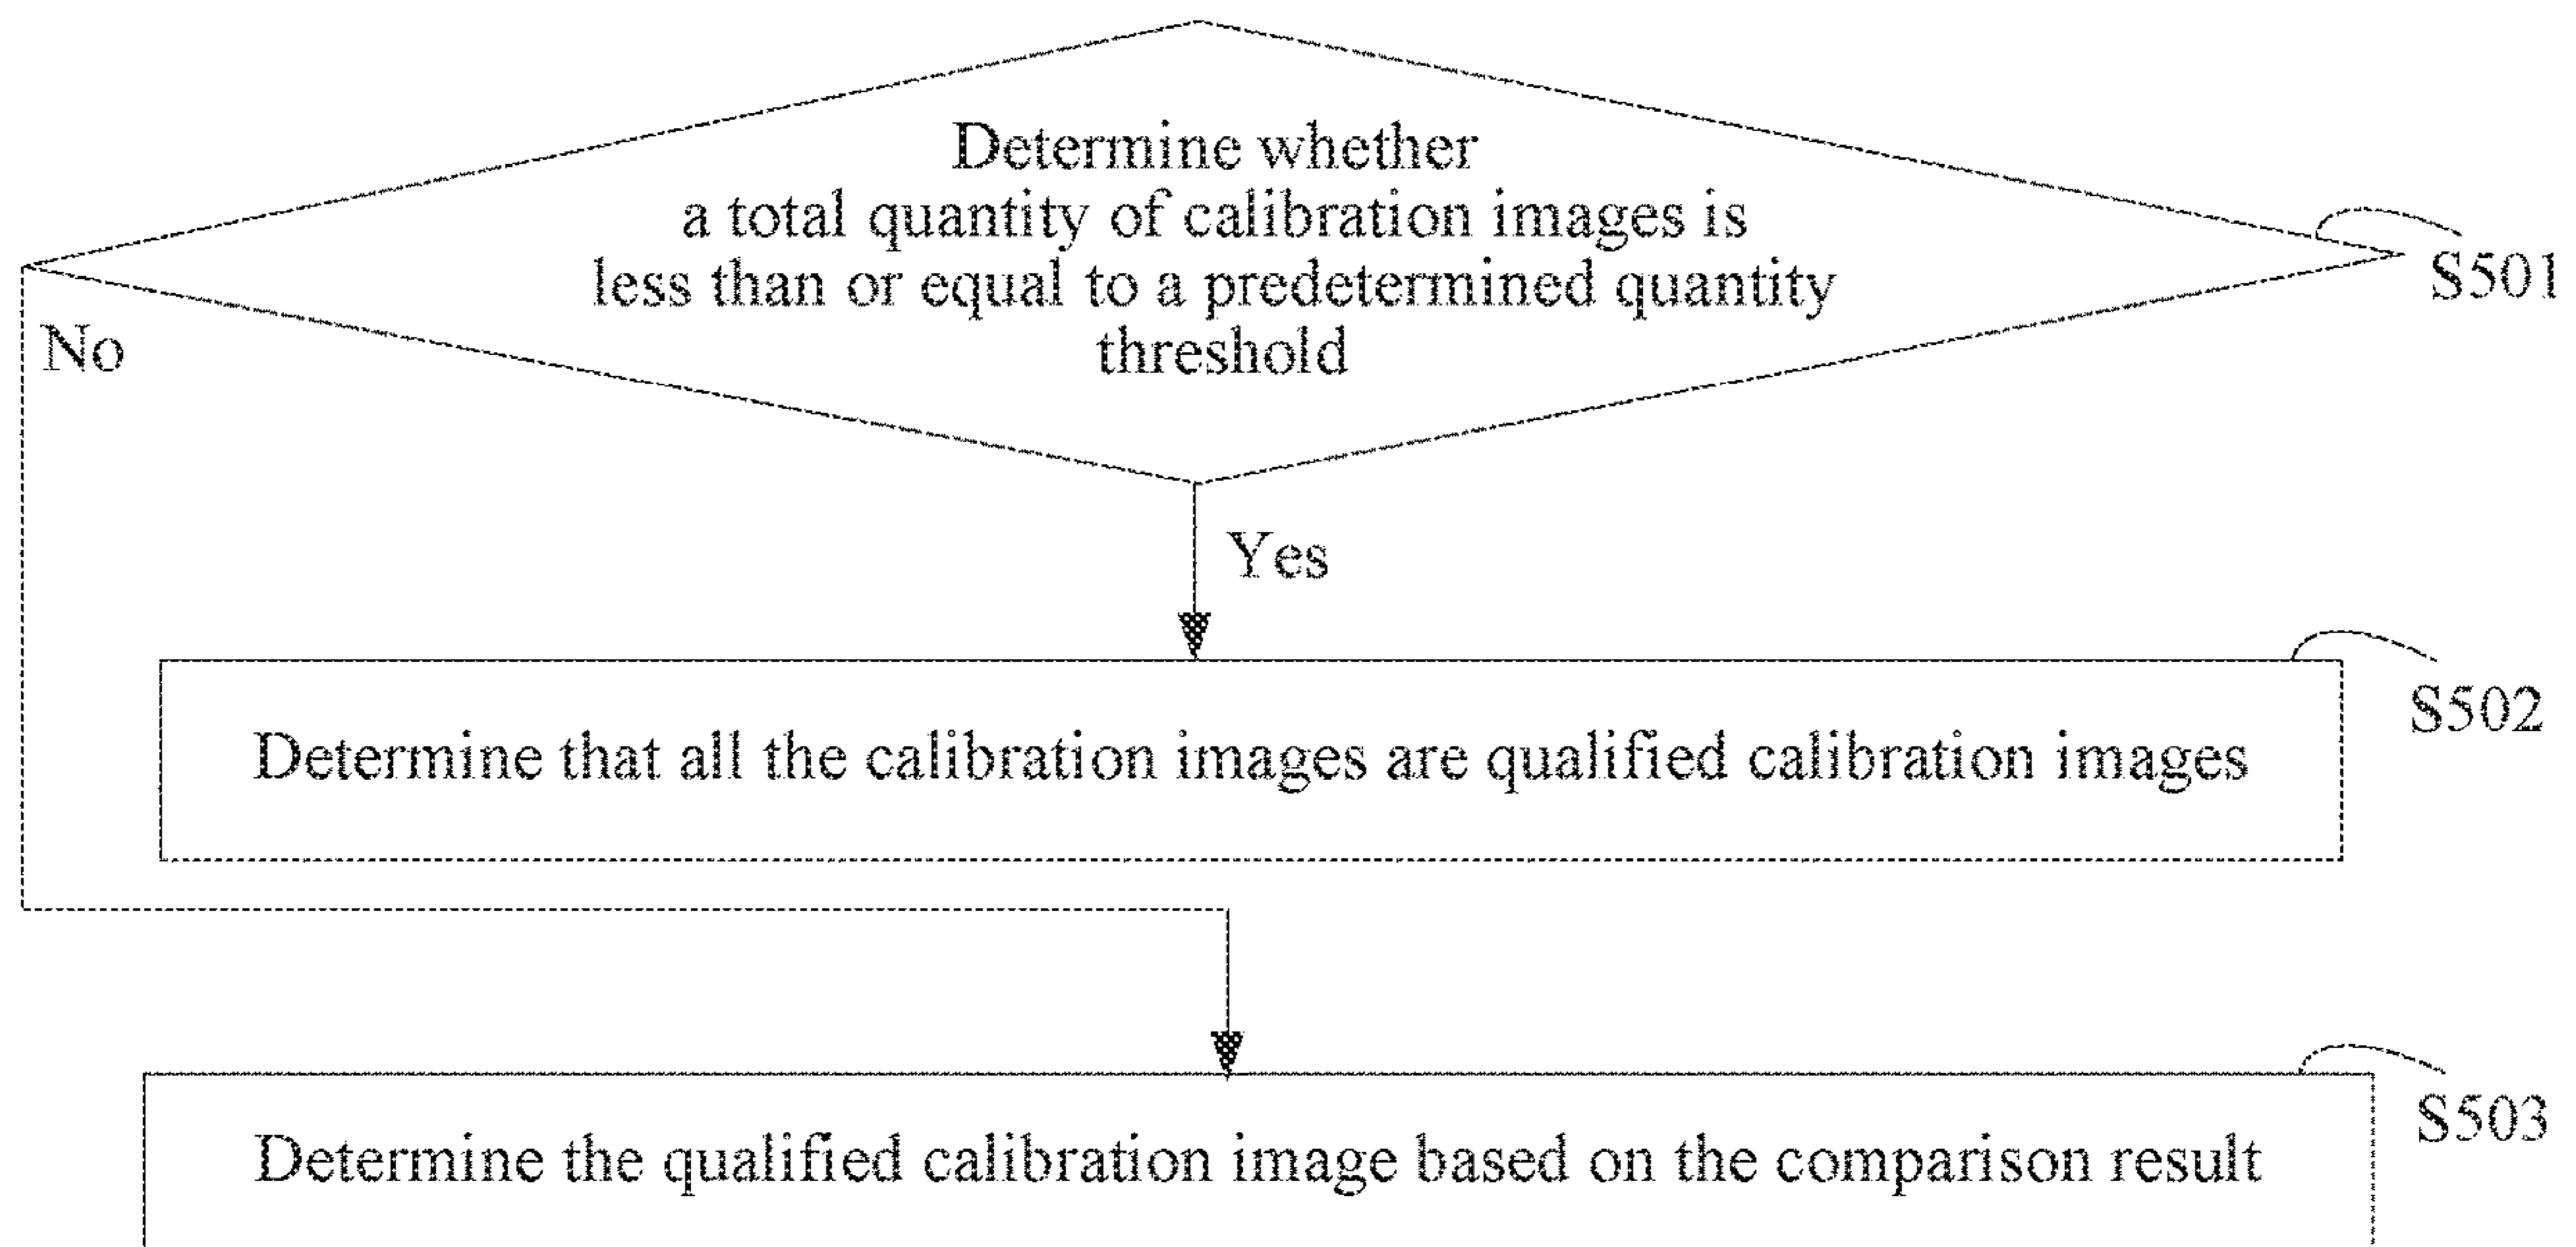 Determine whether
a total quantity of calibration images is
less than or equal to a predetermined quantity
threshold
S501
No
Yes
S502
Determine that all the calibration images are qualified calibration images
S503
Determine the qualified calibration image based on the comparison result